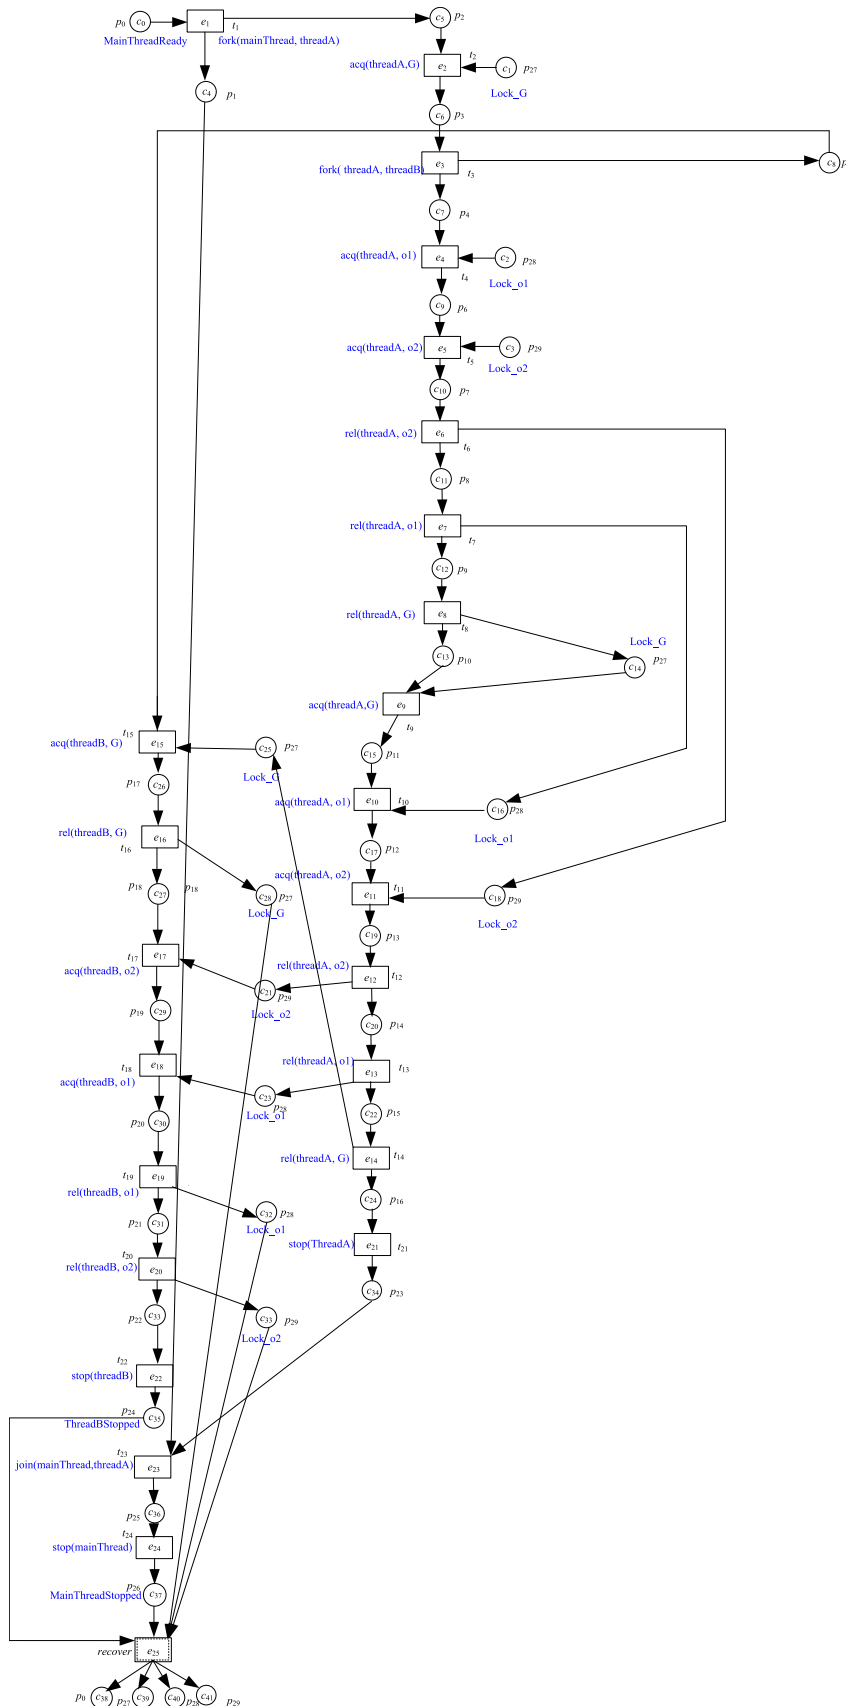 p0 c0 e1 t1 c5 p2
MainThreadReady fork(mainThread, threadA)
t2
acq(threadA,G) e2 c1 p27
Lock_G
c4 p1
c6 p3
e3 c8 p
fork( threadA, threadB) t3
c7 p4
acq(threadA, o1) e4 c2 p28
t4 Lock_o1
c9 p6
acq(threadA, o2) e5 c3 p29
t5 Lock_o2
c10 p7
rel(threadA, o2) e6
t6
c11 p8
rel(threadA, o1) e7
t7
c12 p9
rel(threadA, G) e8
t8
Lock_G
c13 p10 c14 p27
acq(threadA,G) e9
t9
t15
acq(threadB, G) e15 c25 p27 c15 p11
Lock_G
p17 c26
acq(threadA, o1) e10 t10 c16 p28
rel(threadB, G) e16 Lock_o1
t16 c17 p12
acq(threadA, o2)
p18 c27 p18 c28 p27 e11 t11 c18 p29
Lock_G Lock_o2
c19 p13
t17 e17 rel(threadA, o2) e12 t12
acq(threadB, o2)
c21 p29
p19 c29 Lock_o2 c20 p14
t18 e18 rel(threadA, o1) e13 t13
acq(threadB, o1)
c23 p28
p20 c30 Lock_o1 c22 p15
rel(threadA, G) e14 t14
t19 e19
rel(threadB, o1) c24 p16
p21 c31 c32 p28
Lock_o1
stop(ThreadA) e21 t21
t20
rel(threadB, o2) e20
c34 p23
p22 c33 c33 p29
Lock_o2
t22
stop(threadB) e22
p24 c35
ThreadBStopped
t23
join(mainThread,threadA) e23
p25 c36
t24
stop(mainThread) e24
p26
MainThreadStopped c37
recover e25
p0 c38 p27 c39 c40 p28 c41 p29